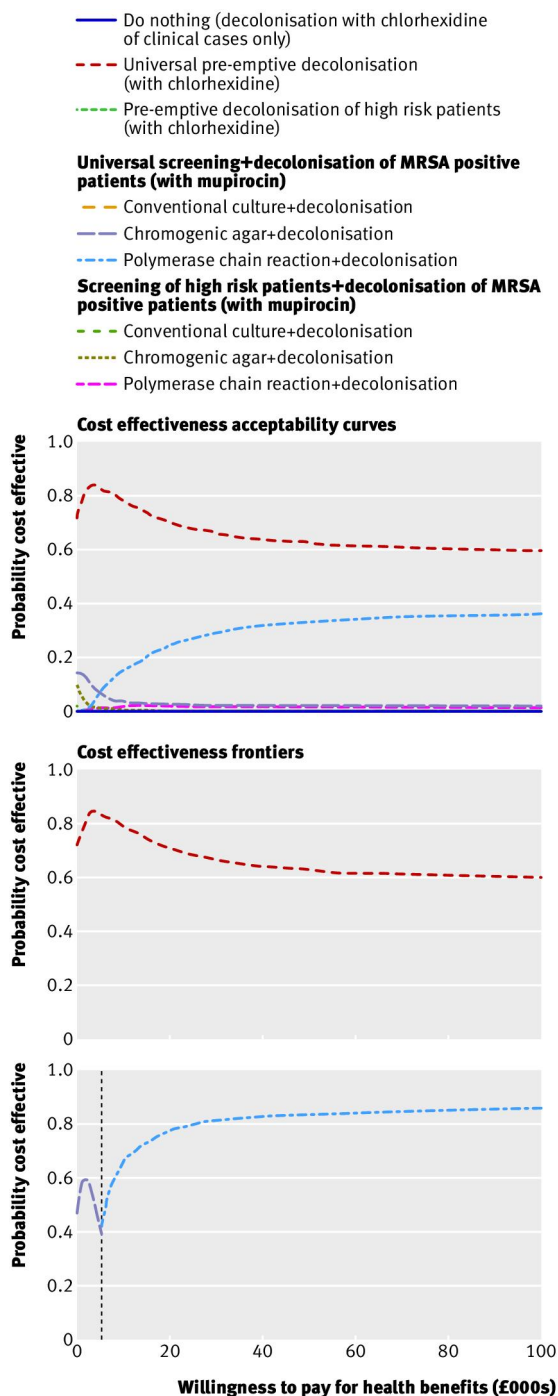 Do nothing (decolonisation with chlorhexidine
of clinical cases only)
Universal pre-emptive decolonisation
(with chlorhexidine)
Pre-emptive decolonisation of high risk patients
(with chlorhexidine)
Universal screening+decolonisation of MRSA positive
patients (with mupirocin)
Conventional culture+decolonisation
Chromogenic agar+decolonisation
Polymerase chain reaction+decolonisation
Screening of high risk patients+decolonisation of MRSA
positive patients (with mupirocin)
Conventional culture+decolonisation
Chromogenic agar+decolonisation
Polymerase chain reaction+decolonisation
Cost effectiveness acceptability curves
Probability cost effective
1.0
0.8
0.6
0.4
0.2
0
Cost effectiveness frontiers
Probability cost effective
1.0
0.8
0.6
0.4
0.2
0
Probability cost effective
1.0
0.8
0.6
0.4
0.2
0
0 20 40 60 80 100
Willingness to pay for health benefits (£000s)